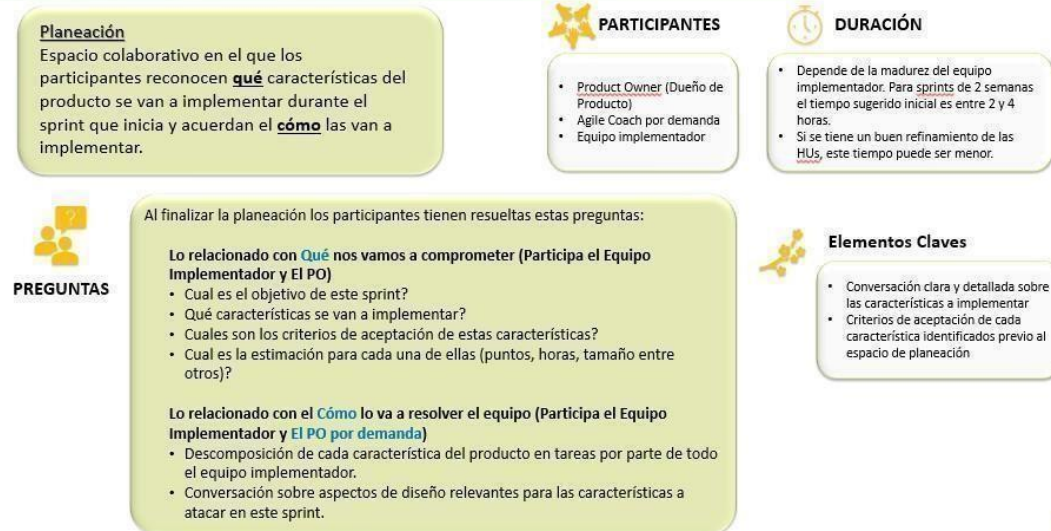 Planeación
Espacio colaborativo en el que los
participantes reconocen qué características del
producto se van a implementar durante el
sprint que inicia y acuerdan el cómo las van a
implementar.
PARTICIPANTES
• Product Owner (Dueño de
Producto)
• Agile Coach por demanda
• Equipo implementador
DURACIÓN
• Depende de la madurez del equipo
implementador. Para sprints de 2 semanas
el tiempo sugerido inicial es entre 2 y 4
horas.
• Si se tiene un buen refinamiento de las
HUs, este tiempo puede ser menor.
?
PREGUNTAS
Al finalizar la planeación los participantes tienen resueltas estas preguntas:
Lo relacionado con Qué nos vamos a comprometer (Participa el Equipo
Implementador y El PO)
• Cual es el objetivo de este sprint?
• Qué características se van a implementar?
• Cuales son los criterios de aceptación de estas características?
• Cual es la estimación para cada una de ellas (puntos, horas, tamaño entre
otros)?
Lo relacionado con el Cómo lo va a resolver el equipo (Participa el Equipo
Implementador y El PO por demanda)
• Descomposición de cada característica del producto en tareas por parte de todo
el equipo implementador.
• Conversación sobre aspectos de diseño relevantes para las características a
atacar en este sprint.
Elementos Claves
• Conversación clara y detallada sobre
las características a implementar
• Criterios de aceptación de cada
característica identificados previo al
espacio de planeación